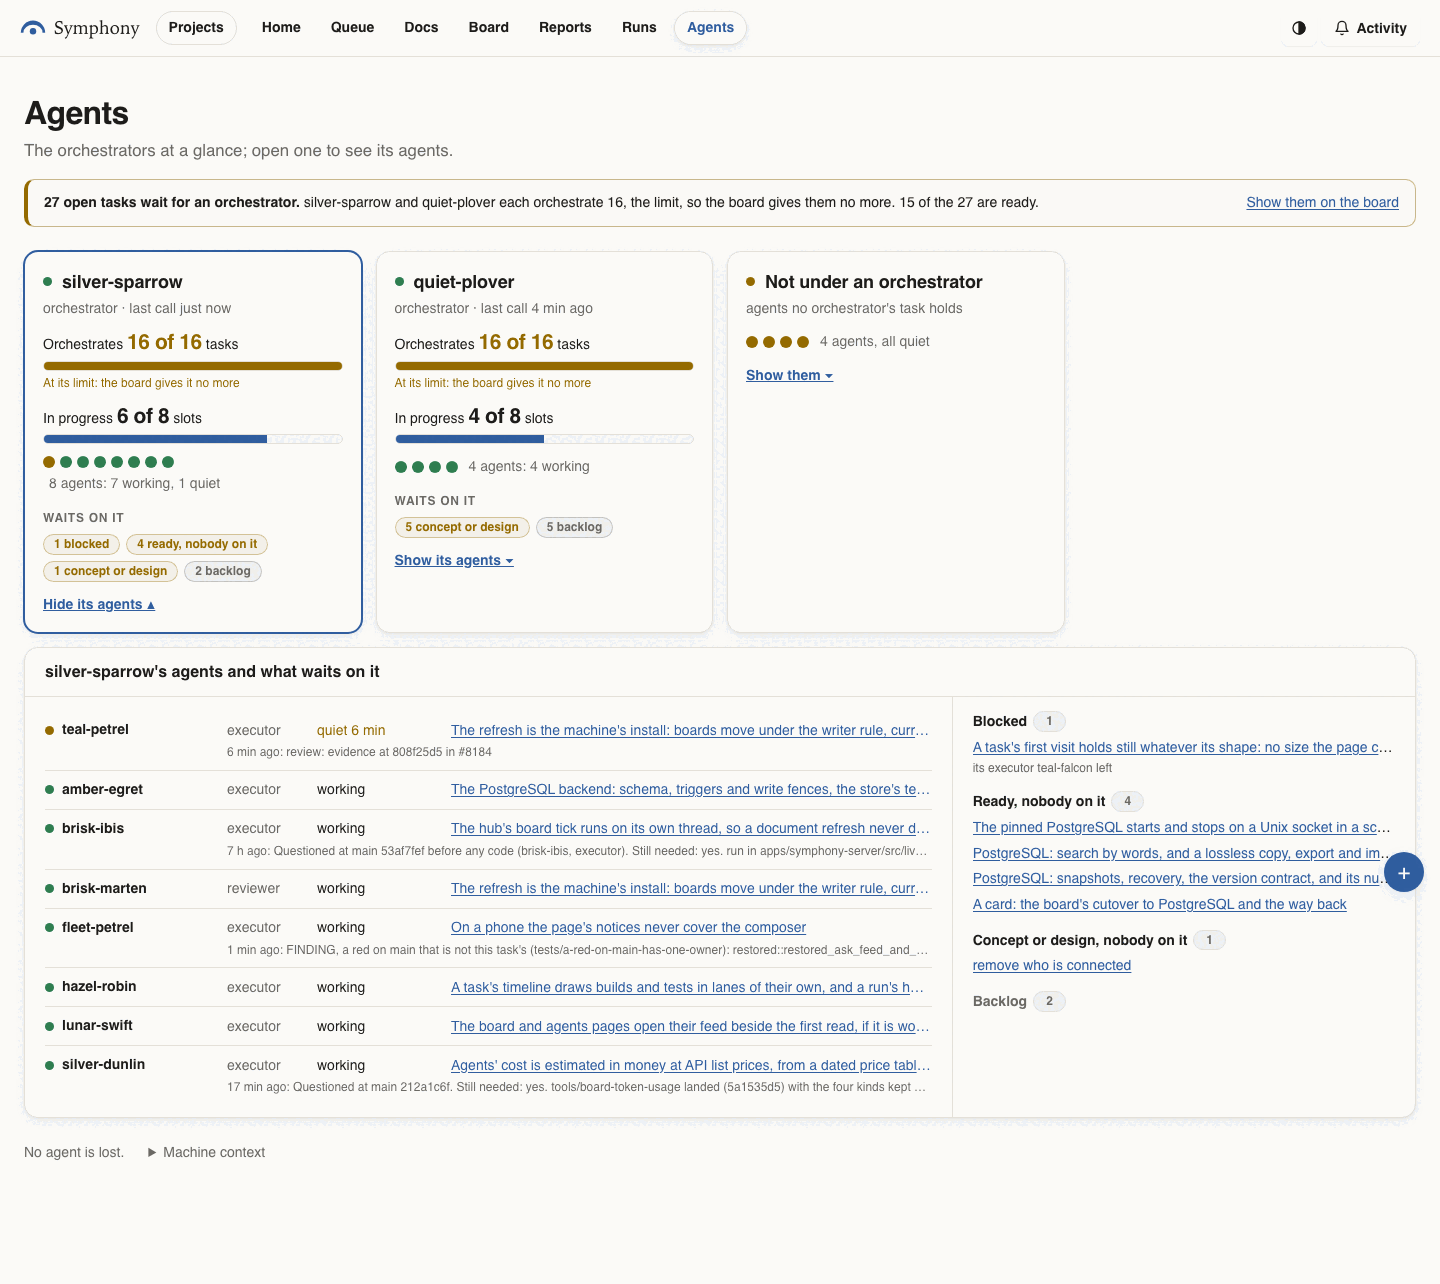 Symphony Projects Home Queue Docs Board Reports Runs Agents Activity
Agents
The orchestrators at a glance; open one to see its agents.
27 open tasks wait for an orchestrator. silver-sparrow and quiet-plover each orchestrate 16, the limit, so the board gives them no more. 15 of the 27 are ready. Show them on the board
silver-sparrow
orchestrator · last call just now
Orchestrates 16 of 16 tasks
At its limit: the board gives it no more
In progress 6 of 8 slots
8 agents: 7 working, 1 quiet
WAITS ON IT
1 blocked 4 ready, nobody on it
1 concept or design 2 backlog
Hide its agents ▴
quiet-plover
orchestrator · last call 4 min ago
Orchestrates 16 of 16 tasks
At its limit: the board gives it no more
In progress 4 of 8 slots
4 agents: 4 working
WAITS ON IT
5 concept or design 5 backlog
Show its agents ▾
Not under an orchestrator
agents no orchestrator's task holds
4 agents, all quiet
Show them ▾
silver-sparrow's agents and what waits on it
teal-petrel executor quiet 6 min The refresh is the machine's install: boards move under the writer rule, curr…
6 min ago: review: evidence at 808f25d5 in #8184
amber-egret executor working The PostgreSQL backend: schema, triggers and write fences, the store's te…
brisk-ibis executor working The hub's board tick runs on its own thread, so a document refresh never d…
7 h ago: Questioned at main 53af7fef before any code (brisk-ibis, executor). Still needed: yes. run in apps/symphony-server/src/liv…
brisk-marten reviewer working The refresh is the machine's install: boards move under the writer rule, curr…
fleet-petrel executor working On a phone the page's notices never cover the composer
1 min ago: FINDING, a red on main that is not this task's (tests/a-red-on-main-has-one-owner): restored::restored_ask_feed_and_…
hazel-robin executor working A task's timeline draws builds and tests in lanes of their own, and a run's h…
lunar-swift executor working The board and agents pages open their feed beside the first read, if it is wo…
silver-dunlin executor working Agents' cost is estimated in money at API list prices, from a dated price tabl…
17 min ago: Questioned at main 212a1c6f. Still needed: yes. tools/board-token-usage landed (5a1535d5) with the four kinds kept …
Blocked 1
A task's first visit holds still whatever its shape: no size the page c…
its executor teal-falcon left
Ready, nobody on it 4
The pinned PostgreSQL starts and stops on a Unix socket in a sc…
PostgreSQL: search by words, and a lossless copy, export and im…
PostgreSQL: snapshots, recovery, the version contract, and its nu…
A card: the board's cutover to PostgreSQL and the way back
Concept or design, nobody on it 1
remove who is connected
Backlog 2
+
No agent is lost. ▶ Machine context